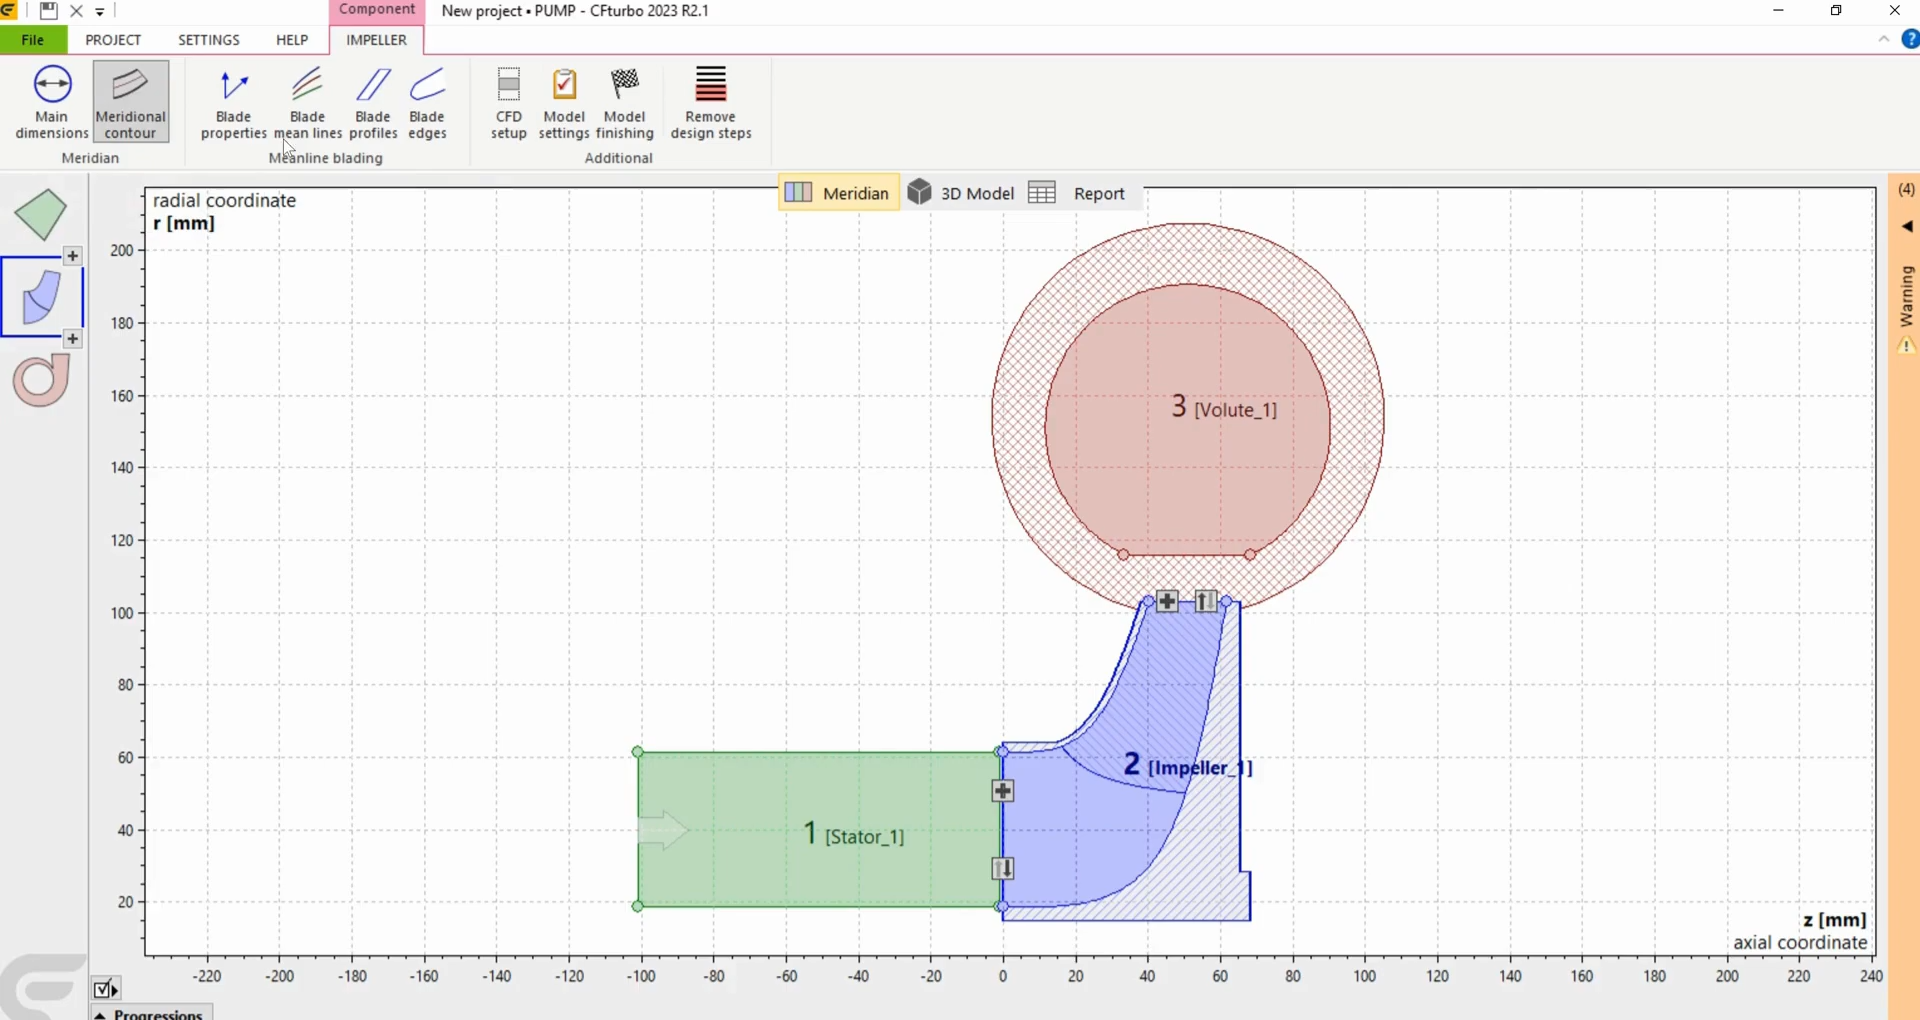 Component
New project • PUMP - CFturbo 2023 R2.1
File PROJECT SETTINGS HELP IMPELLER
?
Main dimensions
Meridional contour
Blade properties
Blade mean lines
Blade profiles
Blade edges
CFD setup
Model settings
Model finishing
Remove design steps
Meridian
Meanline blading
Additional
Meridian 3D Model Report
(4)
Warning
radial coordinate
r [mm]
200
180
160
140
120
100
80
60
40
20
3 [Volute_1]
2 [Impeller_1]
1 [Stator_1]
z [mm]
axial coordinate
-220 -200 -180 -160 -140 -120 -100 -80 -60 -40 -20 0 20 40 60 80 100 120 140 160 180 200 220 240
Progressions